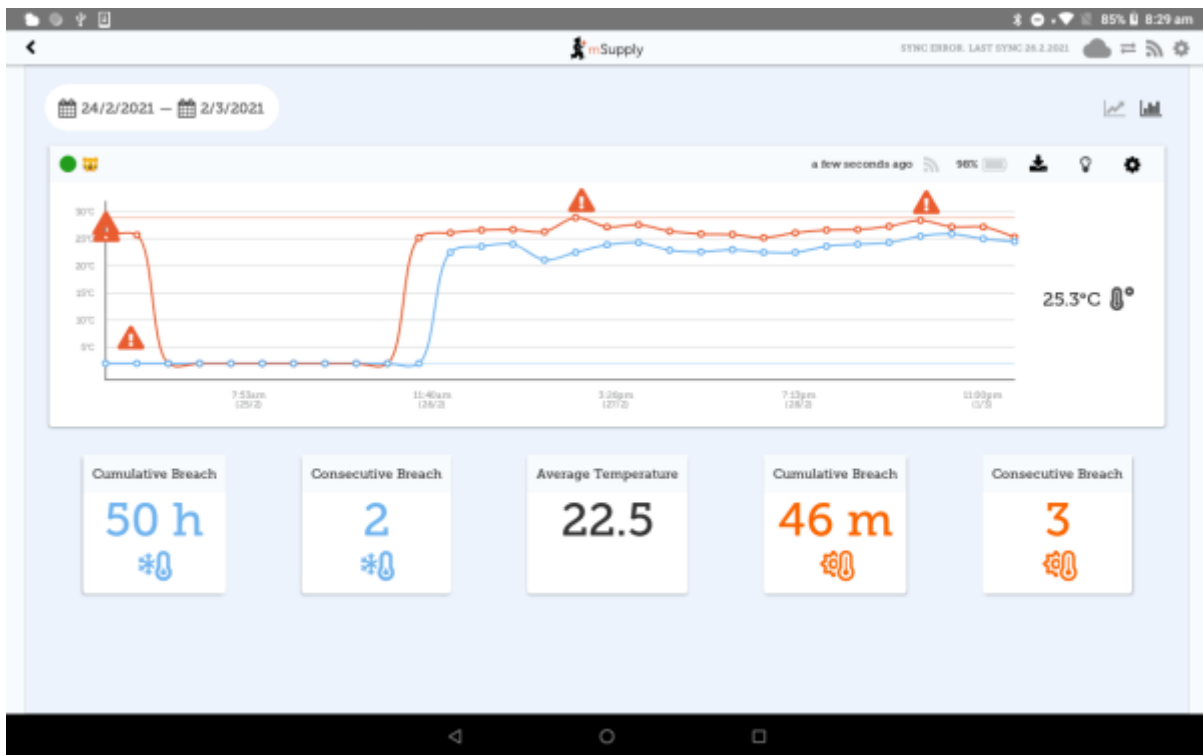 85% 8:29 am
mSupply
SYNC ERROR. LAST SYNC 26.2.2021
24/2/2021 — 2/3/2021
a few seconds ago 98%
30°C
25°C
20°C
15°C
10°C
5°C
25.3°C
7:53am 11:40am 3:26pm 7:13pm 11:00pm
(25/2) (26/2) (27/2) (28/2) (1/3)
Cumulative Breach Consecutive Breach Average Temperature Cumulative Breach Consecutive Breach
50 h 2 22.5 46 m 3